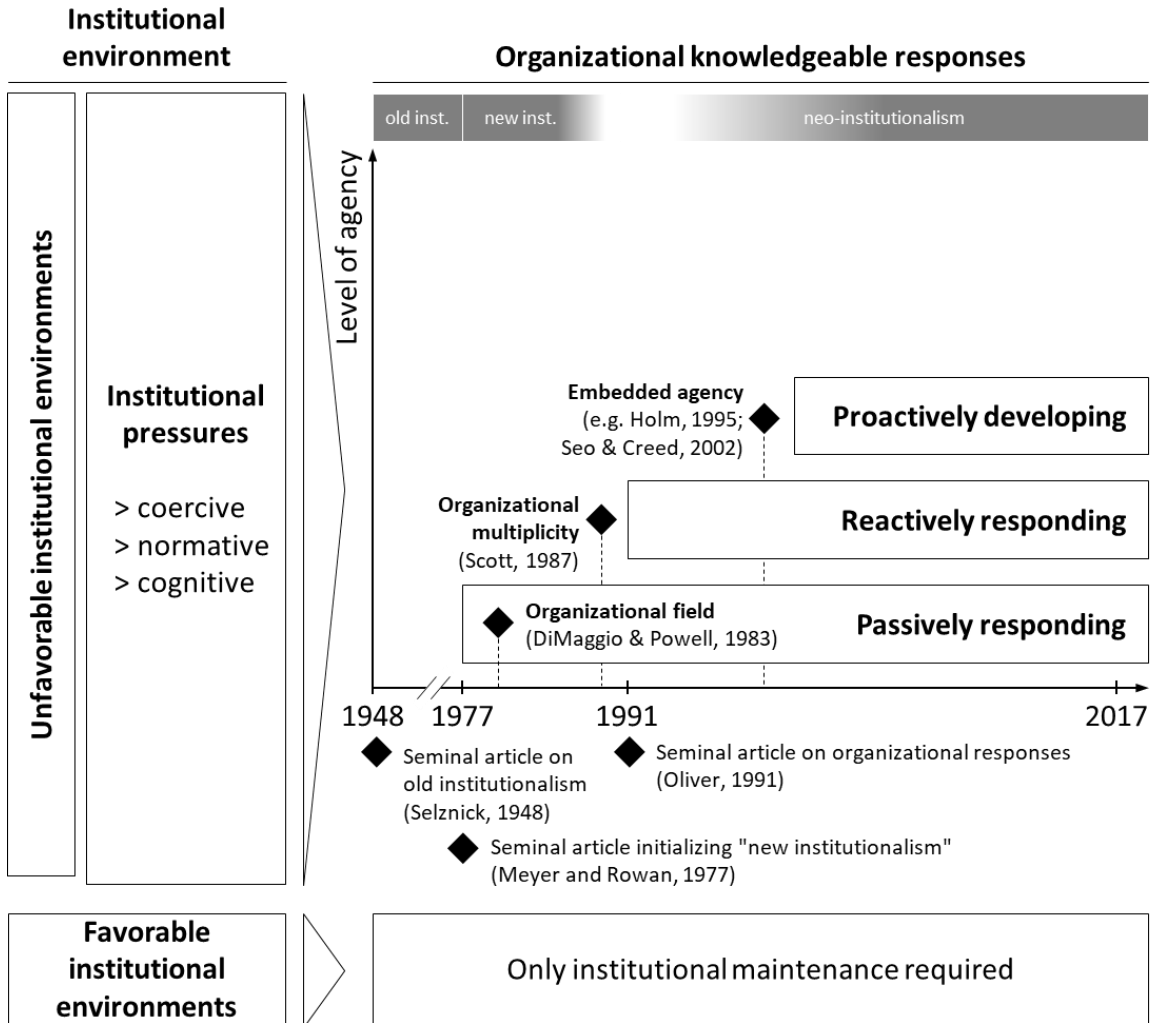 Institutional
environment
Organizational knowledgeable responses
old inst.
new inst.
neo-institutionalism
Unfavorable institutional environments
Institutional
pressures
> coercive
> normative
> cognitive
Level of agency
Embedded agency
(e.g. Holm, 1995;
Seo & Creed, 2002)
Proactively developing
Organizational
multiplicity
(Scott, 1987)
Reactively responding
Organizational field
(DiMaggio & Powell, 1983)
Passively responding
1948
1977
1991
2017
Seminal article on
old institutionalism
(Selznick, 1948)
Seminal article on organizational responses
(Oliver, 1991)
Seminal article initializing "new institutionalism"
(Meyer and Rowan, 1977)
Favorable
institutional
environments
Only institutional maintenance required